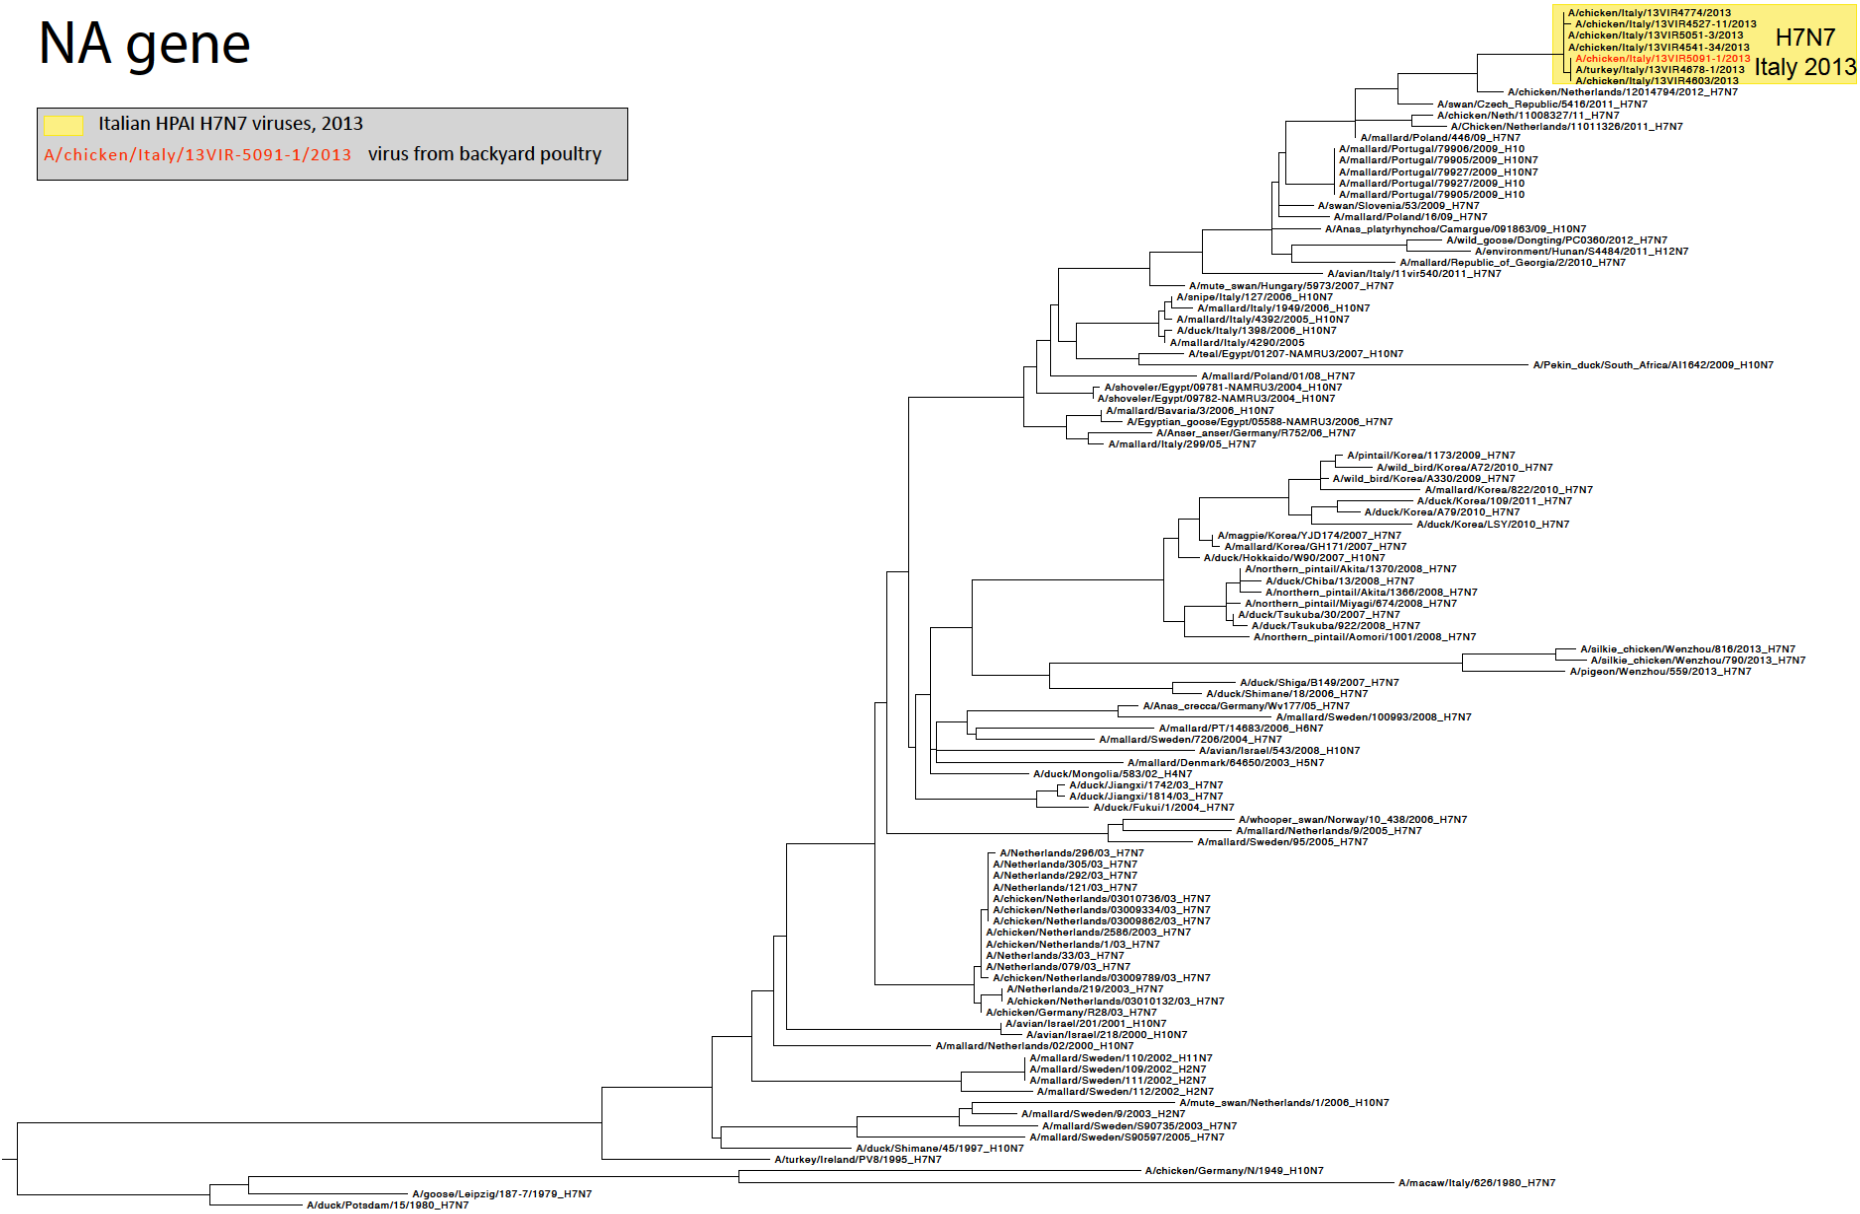 NA gene
Italian HPAI H7N7 viruses, 2013
A/chicken/Italy/13VIR-5091-1/2013 virus from backyard poultry
H7N7
Italy 2013
A/chicken/Italy/13VIR4774/2013
A/chicken/Italy/13VIR4527-11/2013
A/chicken/Italy/13VIR5051-3/2013
A/chicken/Italy/13VIR4541-34/2013
A/chicken/Italy/13VIR5091-1/2013
A/turkey/Italy/13VIR4678-1/2013
A/chicken/Italy/13VIR4603/2013
A/chicken/Netherlands/12014794/2012_H7N7
A/swan/Czech_Republic/5416/2011_H7N7
A/chicken/Neth/11008327/11_H7N7
A/Chicken/Netherlands/11011326/2011_H7N7
A/mallard/Poland/446/09_H7N7
A/mallard/Portugal/79906/2009_H10
A/mallard/Portugal/79905/2009_H10N7
A/mallard/Portugal/79927/2009_H10N7
A/mallard/Portugal/79927/2009_H10
A/mallard/Portugal/79905/2009_H10
A/swan/Slovenia/53/2009_H7N7
A/mallard/Poland/16/09_H7N7
A/Anas_platyrhynchos/Camargue/091863/09_H10N7
A/wild_goose/Dongting/PC0360/2012_H7N7
A/environment/Hunan/S4484/2011_H12N7
A/mallard/Republic_of_Georgia/2/2010_H7N7
A/avian/Italy/11vir540/2011_H7N7
A/mute_swan/Hungary/5973/2007_H7N7
A/snipe/Italy/127/2006_H10N7
A/mallard/Italy/1949/2006_H10N7
A/mallard/Italy/4392/2005_H10N7
A/duck/Italy/1398/2006_H10N7
A/mallard/Italy/4290/2005
A/teal/Egypt/01207-NAMRU3/2007_H10N7
A/Pekin_duck/South_Africa/AI1642/2009_H10N7
A/mallard/Poland/01/08_H7N7
A/shoveler/Egypt/09781-NAMRU3/2004_H10N7
A/shoveler/Egypt/09782-NAMRU3/2004_H10N7
A/mallard/Bavaria/3/2006_H10N7
A/Egyptian_goose/Egypt/05588-NAMRU3/2006_H7N7
A/Anser_anser/Germany/R752/06_H7N7
A/mallard/Italy/299/05_H7N7
A/pintail/Korea/1173/2009_H7N7
A/wild_bird/Korea/A72/2010_H7N7
A/wild_bird/Korea/A330/2009_H7N7
A/mallard/Korea/822/2010_H7N7
A/duck/Korea/109/2011_H7N7
A/duck/Korea/A79/2010_H7N7
A/duck/Korea/LSY/2010_H7N7
A/magpie/Korea/YJD174/2007_H7N7
A/mallard/Korea/GH171/2007_H7N7
A/duck/Hokkaido/W90/2007_H10N7
A/northern_pintail/Akita/1370/2008_H7N7
A/duck/Chiba/13/2008_H7N7
A/northern_pintail/Akita/1366/2008_H7N7
A/northern_pintail/Miyagi/674/2008_H7N7
A/duck/Tsukuba/30/2007_H7N7
A/duck/Tsukuba/922/2008_H7N7
A/northern_pintail/Aomori/1001/2008_H7N7
A/silkie_chicken/Wenzhou/816/2013_H7N7
A/silkie_chicken/Wenzhou/790/2013_H7N7
A/pigeon/Wenzhou/559/2013_H7N7
A/duck/Shiga/B149/2007_H7N7
A/duck/Shimane/18/2006_H7N7
A/Anas_crecca/Germany/Wv177/05_H7N7
A/mallard/Sweden/100993/2008_H7N7
A/mallard/PT/14683/2006_H6N7
A/mallard/Sweden/7206/2004_H7N7
A/avian/Israel/543/2008_H10N7
A/mallard/Denmark/64650/2003_H5N7
A/duck/Mongolia/583/02_H4N7
A/duck/Jiangxi/1742/03_H7N7
A/duck/Jiangxi/1814/03_H7N7
A/duck/Fukui/1/2004_H7N7
A/whooper_swan/Norway/10_438/2006_H7N7
A/mallard/Netherlands/9/2005_H7N7
A/mallard/Sweden/95/2005_H7N7
A/Netherlands/296/03_H7N7
A/Netherlands/305/03_H7N7
A/Netherlands/292/03_H7N7
A/Netherlands/121/03_H7N7
A/chicken/Netherlands/03010736/03_H7N7
A/chicken/Netherlands/03009334/03_H7N7
A/chicken/Netherlands/03009862/03_H7N7
A/chicken/Netherlands/2586/2003_H7N7
A/chicken/Netherlands/1/03_H7N7
A/Netherlands/33/03_H7N7
A/Netherlands/079/03_H7N7
A/chicken/Netherlands/03009789/03_H7N7
A/Netherlands/219/2003_H7N7
A/chicken/Netherlands/03010132/03_H7N7
A/chicken/Germany/R28/03_H7N7
A/avian/Israel/201/2001_H10N7
A/avian/Israel/218/2000_H10N7
A/mallard/Netherlands/02/2000_H10N7
A/mallard/Sweden/110/2002_H11N7
A/mallard/Sweden/109/2002_H2N7
A/mallard/Sweden/111/2002_H2N7
A/mallard/Sweden/112/2002_H2N7
A/mute_swan/Netherlands/1/2006_H10N7
A/mallard/Sweden/9/2003_H2N7
A/mallard/Sweden/S90735/2003_H7N7
A/mallard/Sweden/S90597/2005_H7N7
A/duck/Shimane/45/1997_H10N7
A/turkey/Ireland/PV8/1995_H7N7
A/chicken/Germany/N/1949_H10N7
A/macaw/Italy/626/1980_H7N7
A/goose/Leipzig/187-7/1979_H7N7
A/duck/Potsdam/15/1980_H7N7